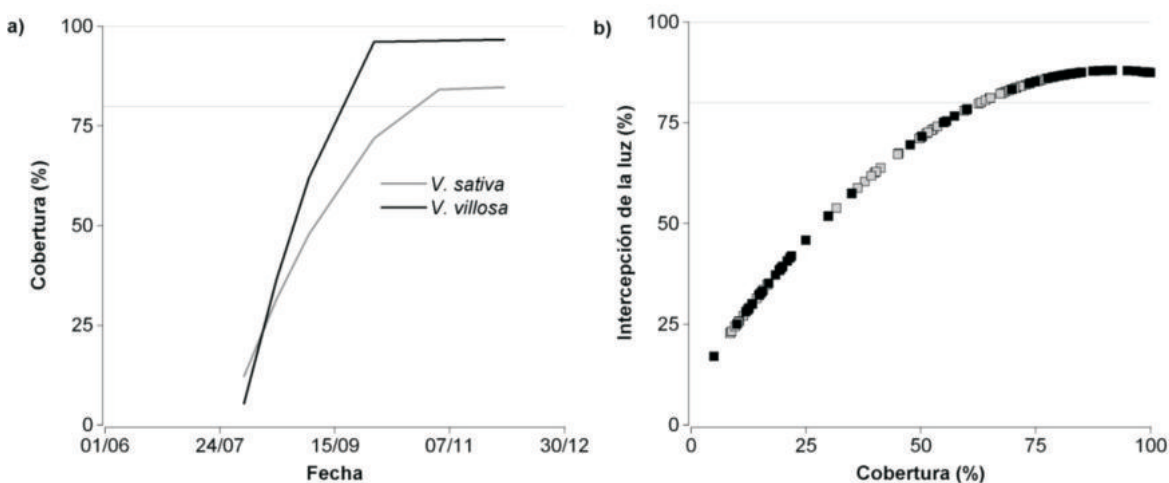 a)
100
75
50
25
0
Cobertura (%)
V. sativa
V. villosa
01/06 24/07 15/09 07/11 30/12
Fecha
b)
100
75
50
25
0
Intercepción de la luz (%)
0 25 50 75 100
Cobertura (%)